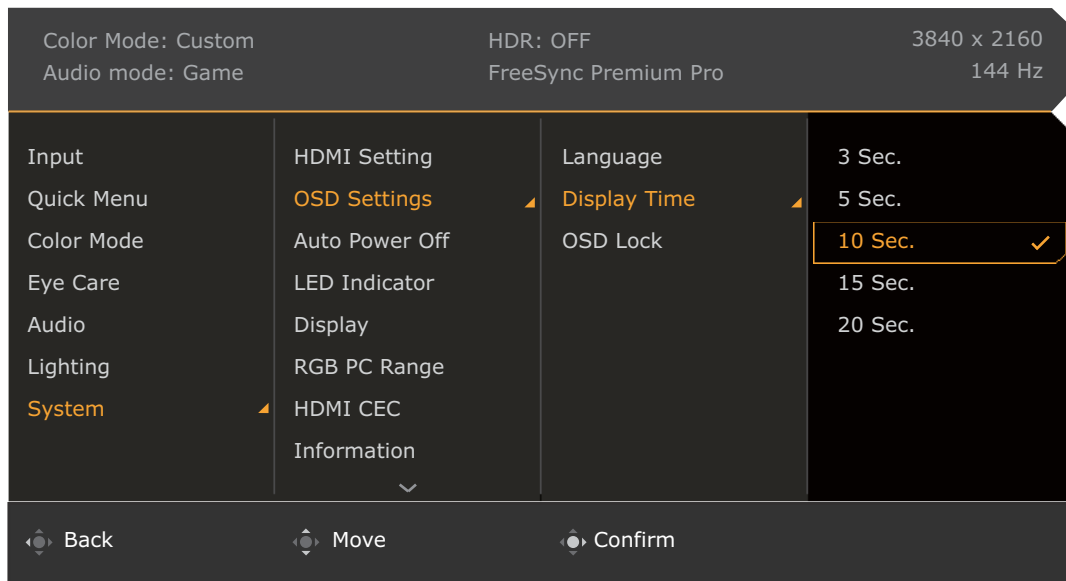 Color Mode: Custom
Audio mode: Game
HDR: OFF
FreeSync Premium Pro
3840 x 2160
144 Hz
Input
Quick Menu
Color Mode
Eye Care
Audio
Lighting
System
HDMI Setting
OSD Settings
Auto Power Off
LED Indicator
Display
RGB PC Range
HDMI CEC
Information
Language
Display Time
OSD Lock
3 Sec.
5 Sec.
10 Sec.
15 Sec.
20 Sec.
Back
Move
Confirm